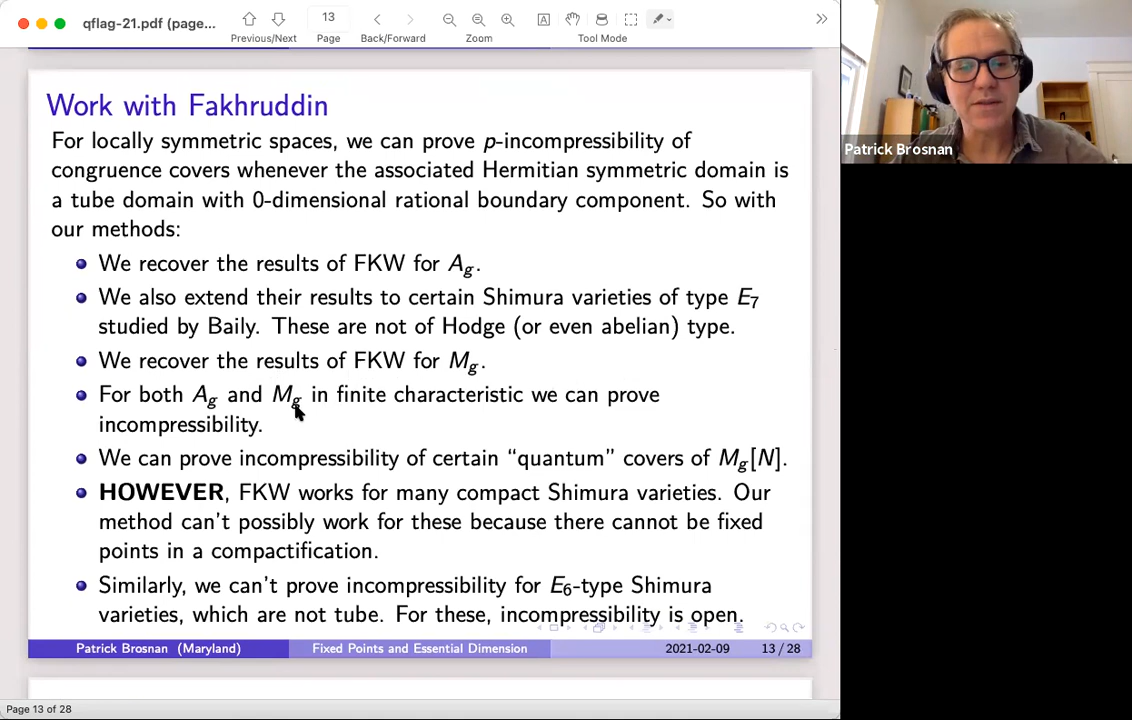 qflag-21.pdf (page...
13
Previous/Next
Page
Back/Forward
Zoom
Tool Mode
Work with Fakhruddin
For locally symmetric spaces, we can prove p-incompressibility of
congruence covers whenever the associated Hermitian symmetric domain is
a tube domain with 0-dimensional rational boundary component. So with
our methods:
We recover the results of FKW for A_g.
We also extend their results to certain Shimura varieties of type E_7
studied by Baily. These are not of Hodge (or even abelian) type.
We recover the results of FKW for M_g.
For both A_g and M_g in finite characteristic we can prove
incompressibility.
We can prove incompressibility of certain “quantum” covers of M_g[N].
HOWEVER, FKW works for many compact Shimura varieties. Our
method can't possibly work for these because there cannot be fixed
points in a compactification.
Similarly, we can't prove incompressibility for E_6-type Shimura
varieties, which are not tube. For these, incompressibility is open.
Patrick Brosnan (Maryland)
Fixed Points and Essential Dimension
2021-02-09
13 / 28
Page 13 of 28
Patrick Brosnan